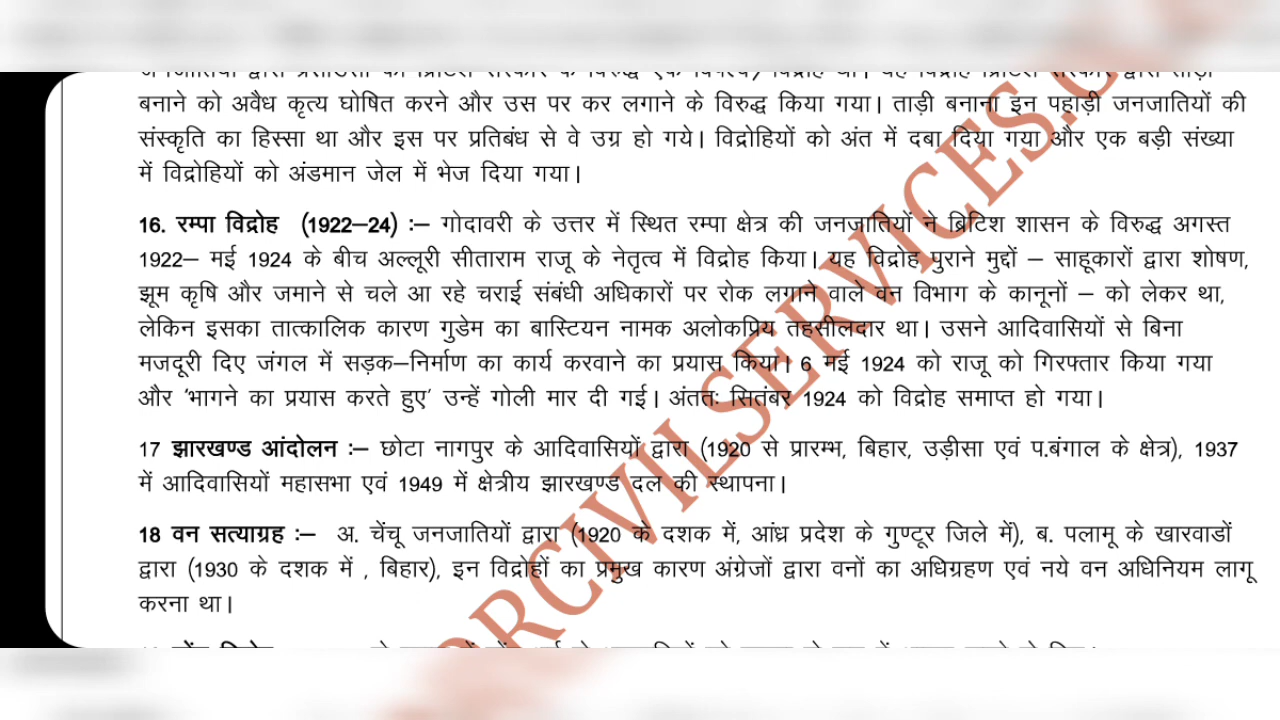 बनाने को अवैध कृत्य घोषित करने और उस पर कर लगाने के विरुद्ध किया गया। ताड़ी बनाना इन पहाड़ी जनजातियों की
संस्कृति का हिस्सा था और इस पर प्रतिबंध से वे उग्र हो गये। विद्रोहियों को अंत में दबा दिया गया और एक बड़ी संख्या
में विद्रोहियों को अंडमान जेल में भेज दिया गया।
16. रम्पा विद्रोह (1922–24) :– गोदावरी के उत्तर में स्थित रम्पा क्षेत्र की जनजातियों ने ब्रिटिश शासन के विरुद्ध अगस्त
1922– मई 1924 के बीच अल्लूरी सीताराम राजू के नेतृत्व में विद्रोह किया। यह विद्रोह पुराने मुद्दों – साहूकारों द्वारा शोषण,
झूम कृषि और जमाने से चले आ रहे चराई संबंधी अधिकारों पर रोक लगाने वाले वन विभाग के कानूनों – को लेकर था,
लेकिन इसका तात्कालिक कारण गुडेम का बास्टियन नामक अलोकप्रिय तहसीलदार था। उसने आदिवासियों से बिना
मजदूरी दिए जंगल में सड़क–निर्माण का कार्य करवाने का प्रयास किया। 6 मई 1924 को राजू को गिरफ्तार किया गया
और 'भागने का प्रयास करते हुए' उन्हें गोली मार दी गई। अंततः सितंबर 1924 को विद्रोह समाप्त हो गया।
17 झारखण्ड आंदोलन :– छोटा नागपुर के आदिवासियों द्वारा (1920 से प्रारम्भ, बिहार, उड़ीसा एवं प.बंगाल के क्षेत्र), 1937
में आदिवासियों महासभा एवं 1949 में क्षेत्रीय झारखण्ड दल की स्थापना।
18 वन सत्याग्रह :– अ. चेंचू जनजातियों द्वारा (1920 के दशक में, आंध्र प्रदेश के गुण्टूर जिले में), ब. पलामू के खारवाडों
द्वारा (1930 के दशक में , बिहार), इन विद्रोहों का प्रमुख कारण अंग्रेजों द्वारा वनों का अधिग्रहण एवं नये वन अधिनियम लागू
करना था।
RCIVILSERVICES.